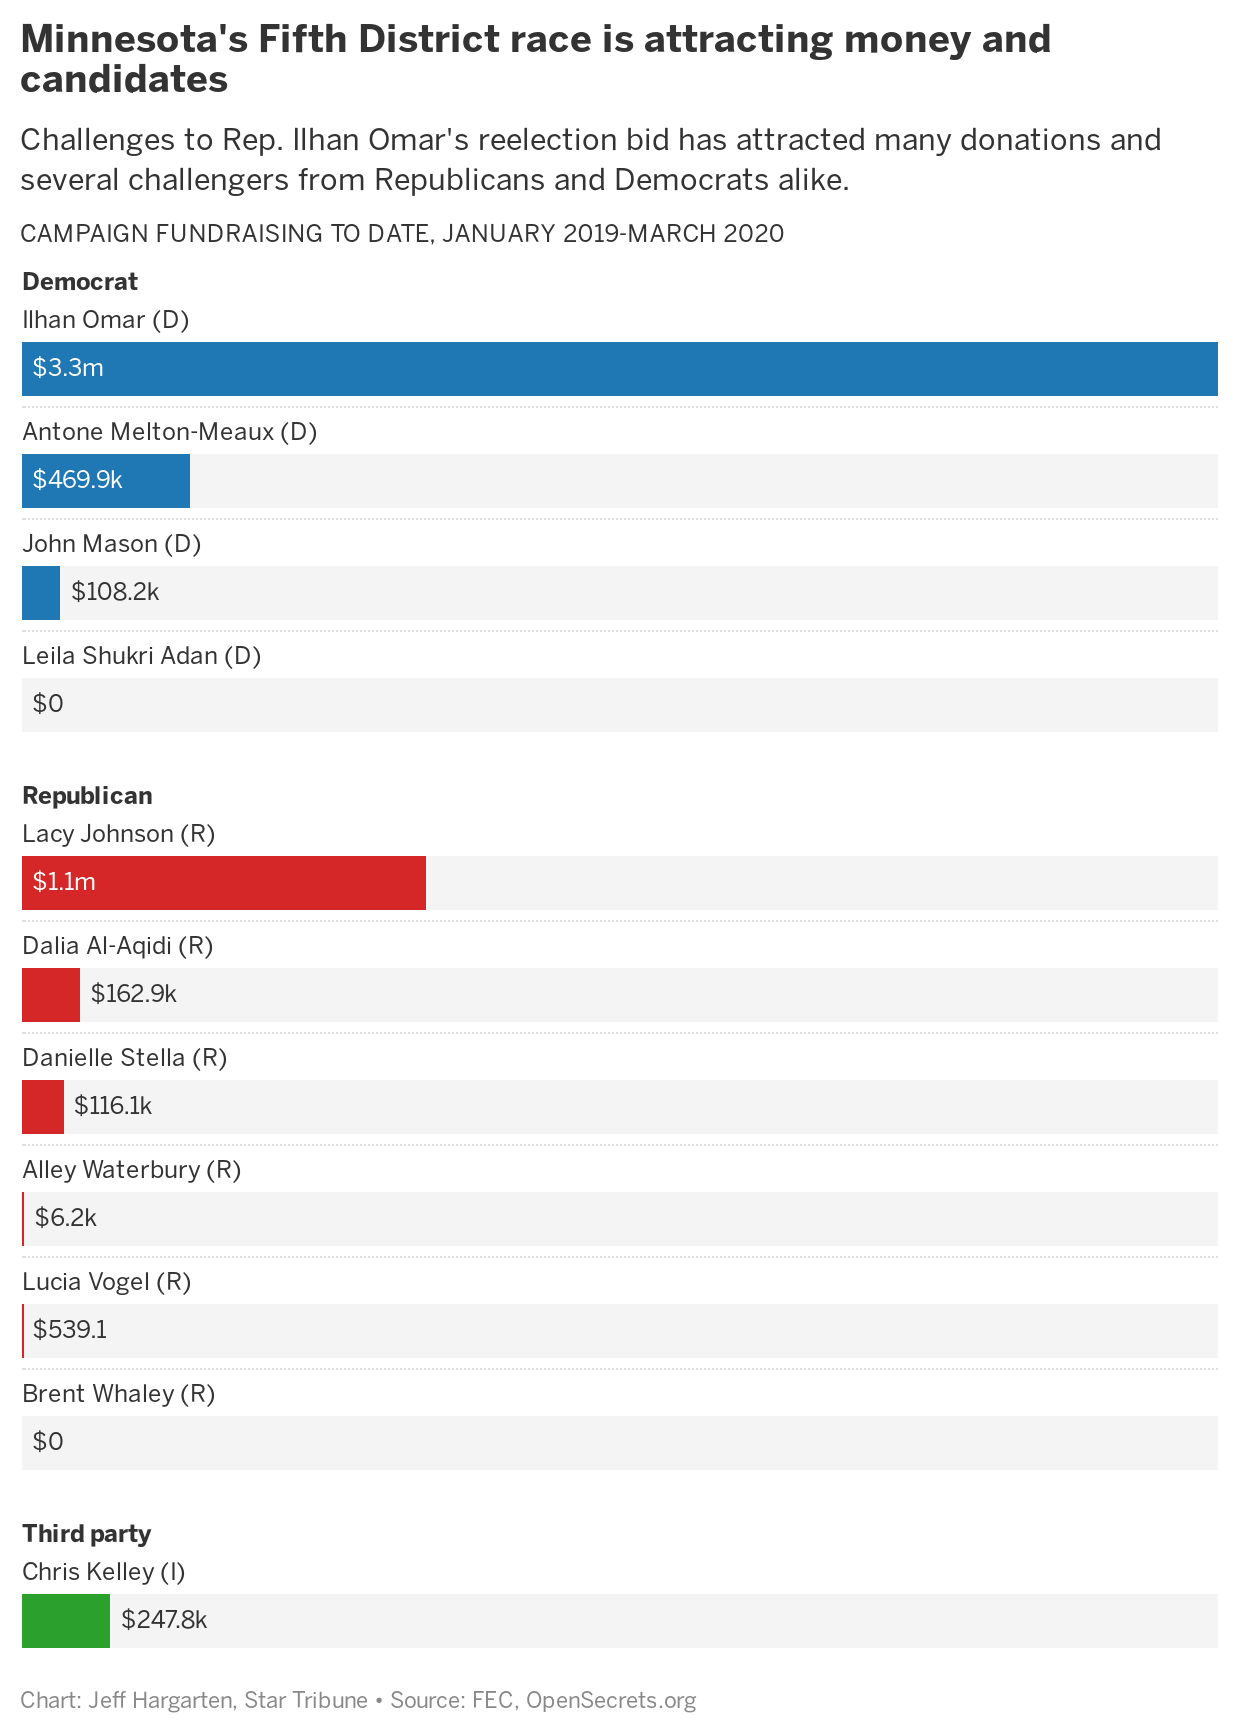 Minnesota's Fifth District race is attracting money and
candidates
Challenges to Rep. Ilhan Omar's reelection bid has attracted many donations and
several challengers from Republicans and Democrats alike.
CAMPAIGN FUNDRAISING TO DATE, JANUARY 2019-MARCH 2020
Democrat
Ilhan Omar (D)
$3.3m
Antone Melton-Meaux (D)
$469.9k
John Mason (D)
$108.2k
Leila Shukri Adan (D)
$0
Republican
Lacy Johnson (R)
$1.1m
Dalia Al-Aqidi (R)
$162.9k
Danielle Stella (R)
$116.1k
Alley Waterbury (R)
$6.2k
Lucia Vogel (R)
$539.1
Brent Whaley (R)
$0
Third party
Chris Kelley (I)
$247.8k
Chart: Jeff Hargarten, Star Tribune • Source: FEC, OpenSecrets.org